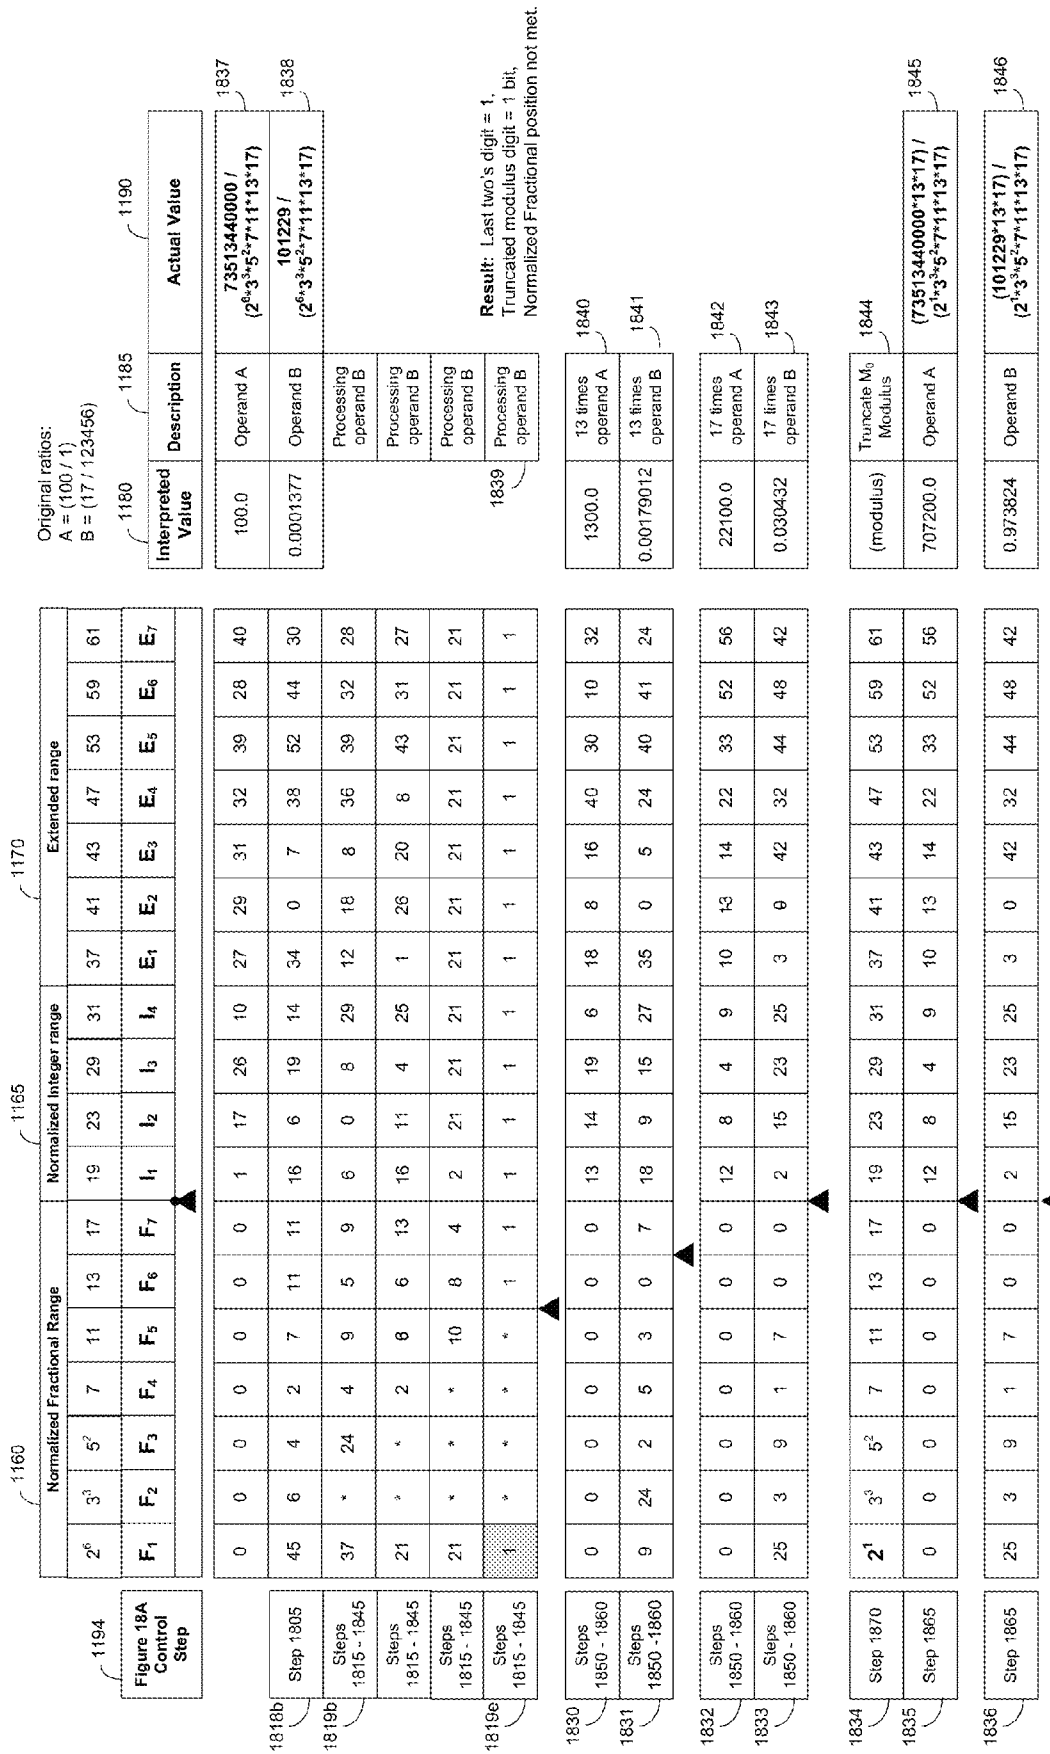 Original ratios:
A = (100 / 1)
B = (17 / 123456)
1194 1160 1165 1170 1180 1185 1190
Normalized Fractional Range Normalized Integer range Extended range
2⁶ 3³ 5² 7 11 13 17 19 23 29 31 37 41 43 47 53 59 61
Figure 18A Control Step F₁ F₂ F₃ F₄ F₅ F₆ F₇ I₁ I₂ I₃ I₄ E₁ E₂ E₃ E₄ E₅ E₆ E₇ Interpreted Value Description Actual Value
0 0 0 0 0 0 0 1 17 26 10 27 29 31 32 39 28 40 100.0 Operand A 73513440000 / (2⁶*3³*5²*7*11*13*17) 1837
1818b Step 1805 45 6 4 2 7 11 11 16 6 19 14 34 0 7 38 52 44 30 0.0001377 Operand B 101229 / (2⁶*3³*5²*7*11*13*17) 1838
1819b Steps 1815 - 1845 37 * 24 4 9 5 9 6 0 8 29 12 18 8 36 39 32 28 Processing operand B
Steps 1815 - 1845 21 * * 2 6 6 13 16 11 4 25 1 26 20 8 43 31 27 Processing operand B
Steps 1815 - 1845 21 * * * 10 8 4 2 21 21 21 21 21 21 21 21 21 21 Processing operand B
1819e Steps 1815 - 1845 1 * * * * 1 1 1 1 1 1 1 1 1 1 1 1 1 1839 Processing operand B
Result: Last two's digit = 1,
Truncated modulus digit = 1 bit,
Normalized Fractional position not met.
1830 Steps 1850 - 1860 0 0 0 0 0 0 0 13 14 19 6 18 8 16 40 30 10 32 1300.0 13 times operand A 1840
1831 Steps 1850 -1860 9 24 2 5 3 0 7 18 9 15 27 35 0 5 24 40 41 24 0.00179012 13 times operand B 1841
1832 Steps 1850 - 1860 0 0 0 0 0 0 0 12 8 4 9 10 13 14 22 33 52 56 22100.0 17 times operand A 1842
1833 Steps 1850 - 1860 25 3 9 1 7 0 0 2 15 23 25 3 0 42 32 44 48 42 0.030432 17 times operand B 1843
1834 Step 1870 2¹ 3³ 5² 7 11 13 17 19 23 29 31 37 41 43 47 53 59 61 (modulus) Truncate M₀ Modulus 1844
1835 Step 1865 0 0 0 0 0 0 0 12 8 4 9 10 13 14 22 33 52 56 707200.0 Operand A (73513440000*13*17) / (2¹*3³*5²*7*11*13*17) 1845
1836 Step 1865 25 3 9 1 7 0 0 2 15 23 25 3 0 42 32 44 48 42 0.973824 Operand B (101229*13*17) / (2¹*3³*5²*7*11*13*17) 1846